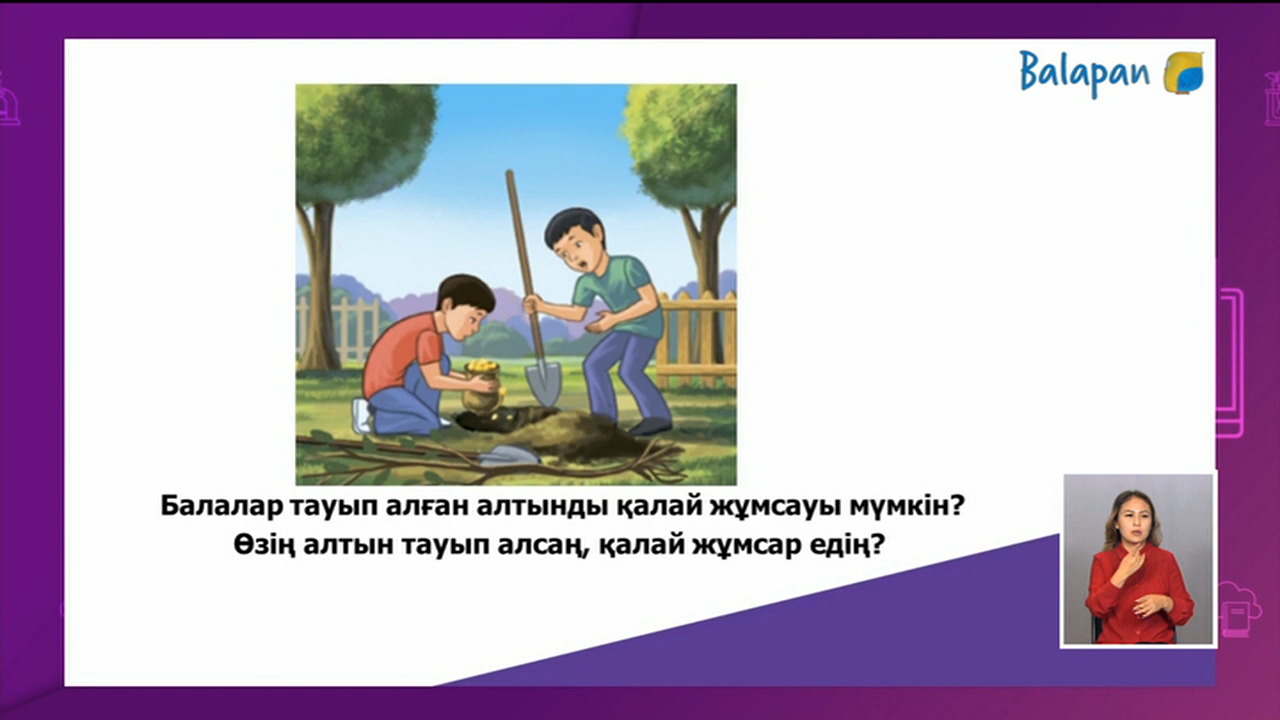 Balapan
Балалар тауып алған алтынды қалай жұмсауы мүмкін?
Өзің алтын тауып алсаң, қалай жұмсар едің?